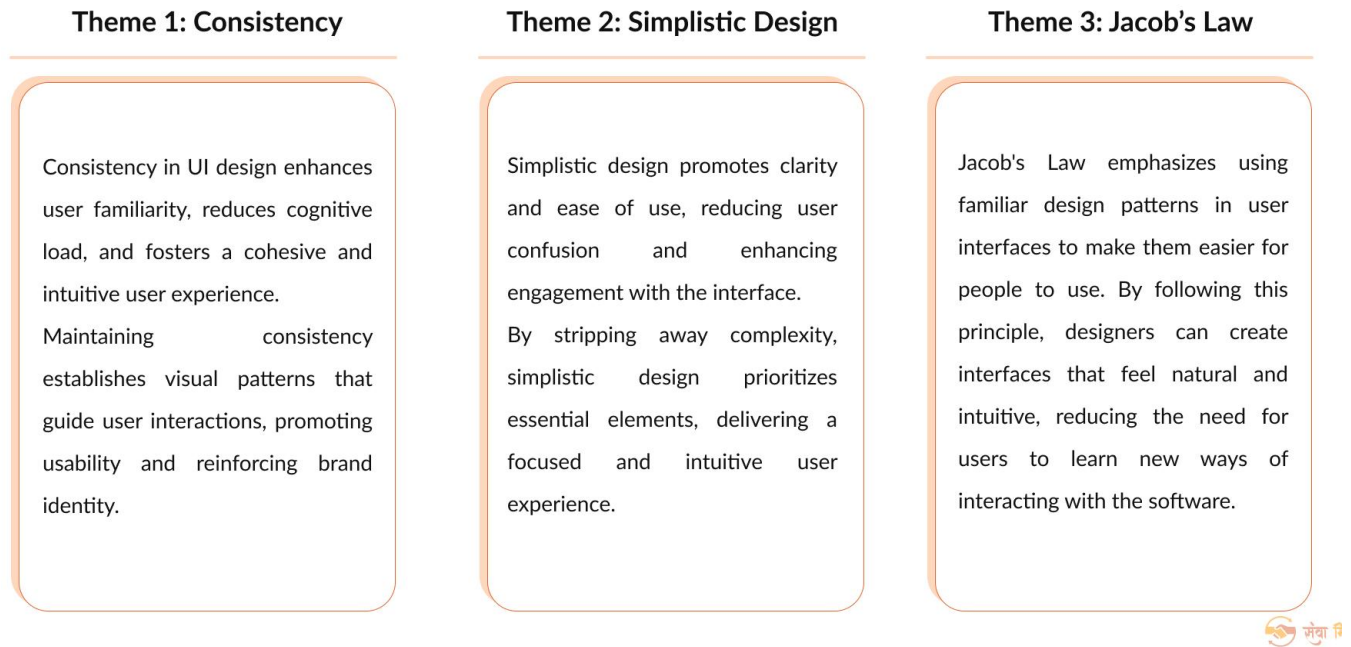 Theme 1: Consistency
Consistency in UI design enhances
user familiarity, reduces cognitive
load, and fosters a cohesive and
intuitive user experience.
Maintaining consistency
establishes visual patterns that
guide user interactions, promoting
usability and reinforcing brand
identity.
Theme 2: Simplistic Design
Simplistic design promotes clarity
and ease of use, reducing user
confusion and enhancing
engagement with the interface.
By stripping away complexity,
simplistic design prioritizes
essential elements, delivering a
focused and intuitive user
experience.
Theme 3: Jacob’s Law
Jacob's Law emphasizes using
familiar design patterns in user
interfaces to make them easier for
people to use. By following this
principle, designers can create
interfaces that feel natural and
intuitive, reducing the need for
users to learn new ways of
interacting with the software.
सेवा